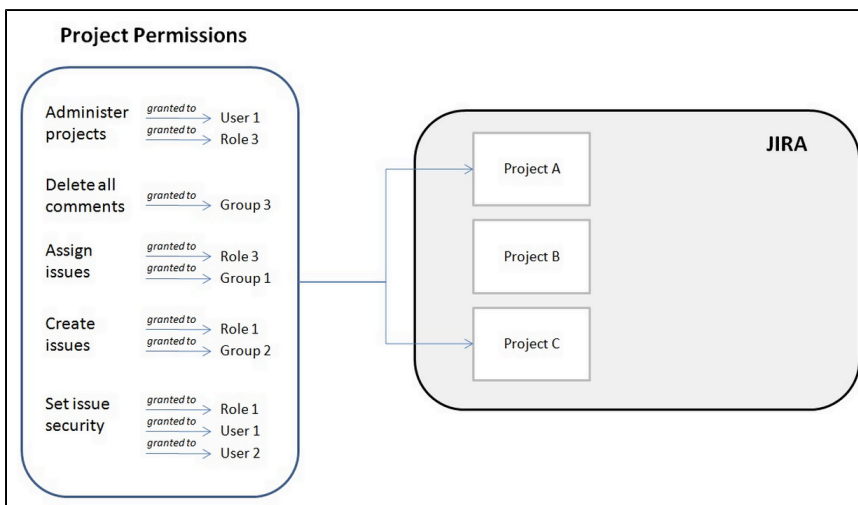 Project Permissions
Administer
projects
granted to
User 1
granted to
Role 3
Delete all
comments
granted to
Group 3
Assign
issues
granted to
Role 3
granted to
Group 1
Create
issues
granted to
Role 1
granted to
Group 2
Set issue
security
granted to
Role 1
granted to
User 1
granted to
User 2
JIRA
Project A
Project B
Project C